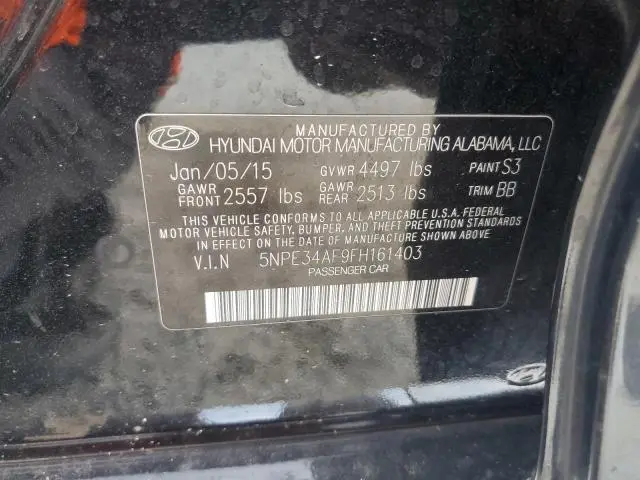 MANUFACTURED BY
HYUNDAI MOTOR MANUFACTURING ALABAMA, LLC
Jan/05/15 GVWR 4497 lbs PAINT S3
GAWR FRONT 2557 lbs GAWR REAR 2513 lbs TRIM BB
THIS VEHICLE CONFORMS TO ALL APPLICABLE U.S.A. FEDERAL
MOTOR VEHICLE SAFETY, BUMPER, AND THEFT PREVENTION STANDARDS
IN EFFECT ON THE DATE OF MANUFACTURE SHOWN ABOVE.
V.I.N 5NPE34AF9FH161403
PASSENGER CAR